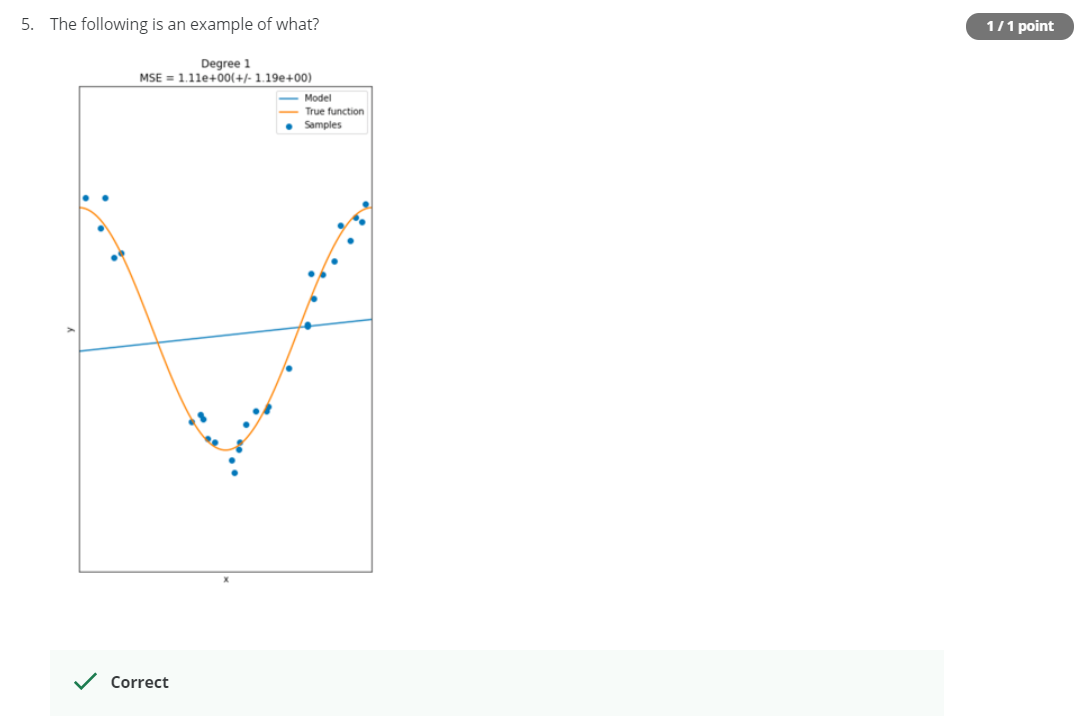 5. The following is an example of what?
1 / 1 point
Degree 1
MSE = 1.11e+00(+/- 1.19e+00)
Model
True function
Samples
y
x
Correct